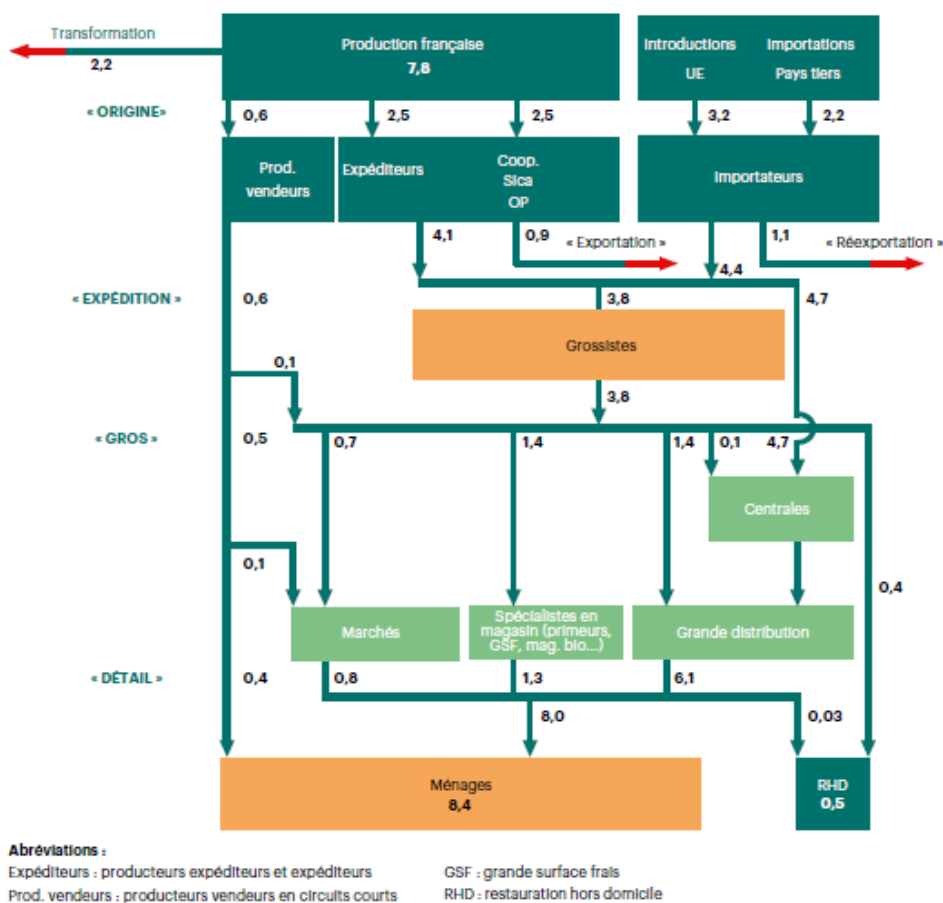 Transformation
2,2
Production française
7,8
Introductions
UE
Importations
Pays tiers
« ORIGINE»
0,6
2,5
2,5
3,2
2,2
Prod.
vendeurs
Expéditeurs
Coop.
Sica
OP
Importateurs
4,1
0,9
« Exportation »
1,1
« Réexportation »
4,4
« EXPÉDITION »
0,6
3,8
4,7
Grossistes
0,1
3,8
« GROS »
0,5
0,7
1,4
1,4
0,1
4,7
Centrales
0,1
0,4
Marchés
Spécialistes en
magasin (primeurs,
GSF, mag. bio...)
Grande distribution
« DÉTAIL »
0,4
0,8
1,3
6,1
8,0
0,03
Ménages
8,4
RHD
0,5
Abréviations :
Expéditeurs : producteurs expéditeurs et expéditeurs
GSF : grande surface frais
Prod. vendeurs : producteurs vendeurs en circuits courts
RHD : restauration hors domicile